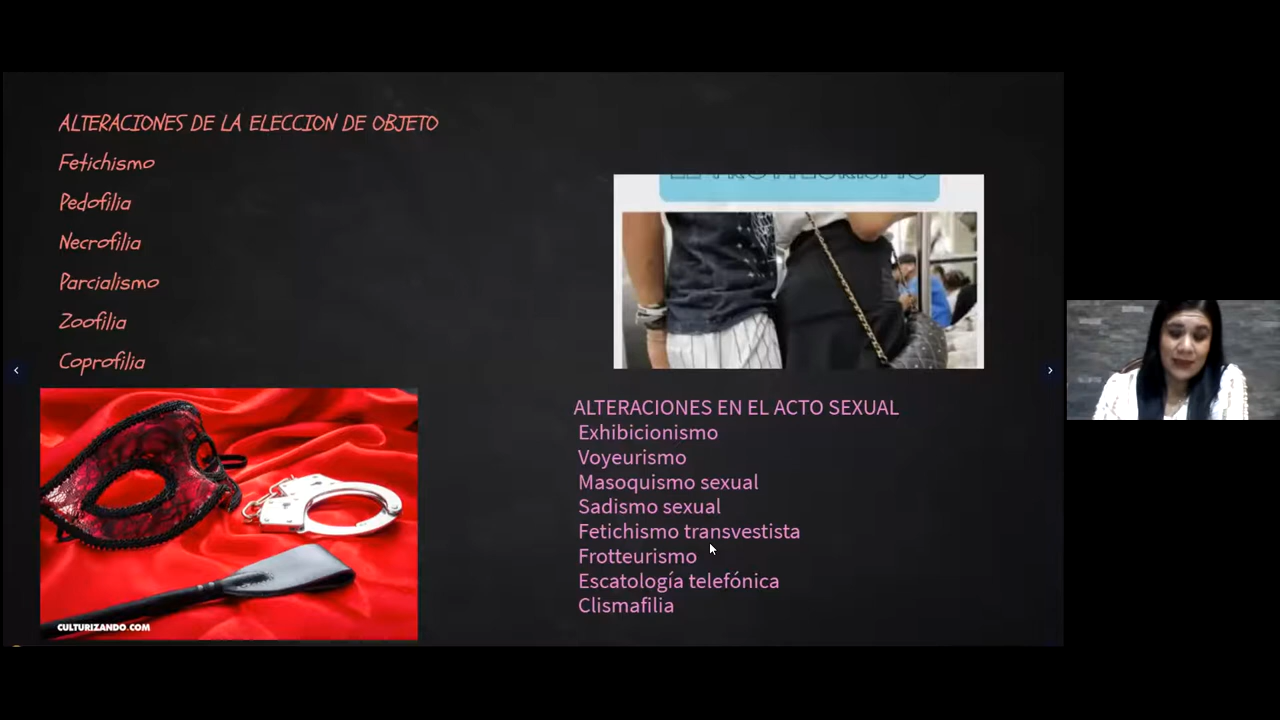 ALTERACIONES DE LA ELECCION DE OBJETO
Fetichismo
Pedofilia
Necrofilia
Parcialismo
Zoofilia
Coprofilia
CULTURIZANDO.COM
ALTERACIONES EN EL ACTO SEXUAL
Exhibicionismo
Voyeurismo
Masoquismo sexual
Sadismo sexual
Fetichismo transvestista
Frotteurismo
Escatología telefónica
Clismafilia